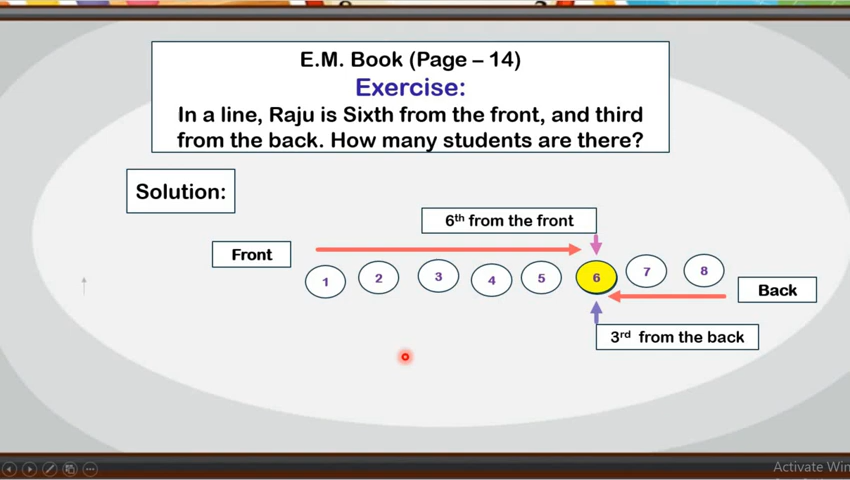 E.M. Book (Page – 14)
Exercise:
In a line, Raju is Sixth from the front, and third
from the back. How many students are there?
Solution:
6th from the front
Front
1 2 3 4 5 6 7 8
Back
3rd from the back
Activate Win